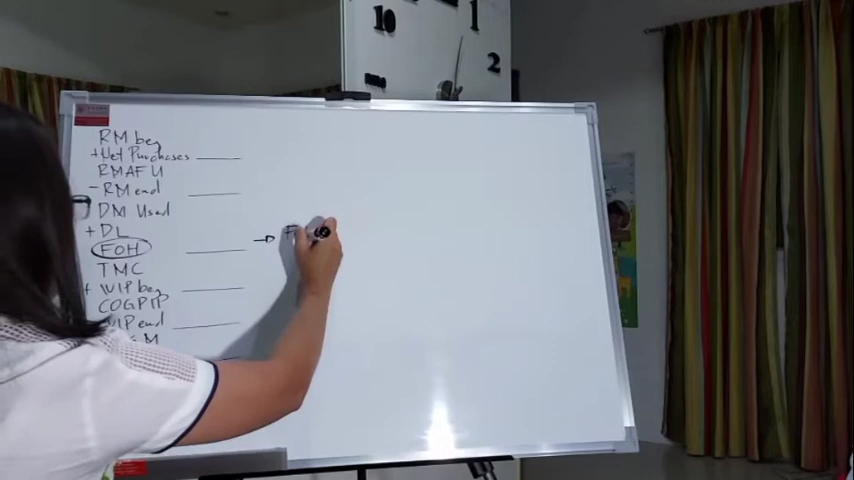 10
1
2
RM beg
+Net Purchases
RMAFU
- RM end
DM Used
+ DL
FOH
TMC
+ WIP beg
COGPIP
WIP end
F